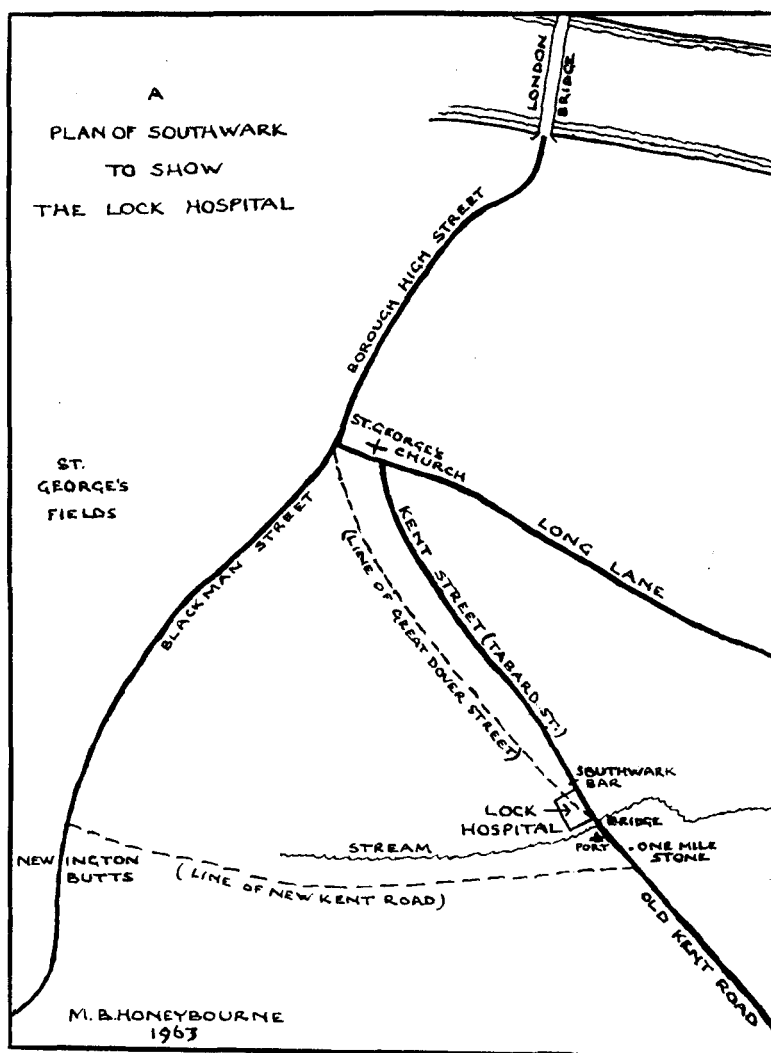 A
PLAN OF SOUTHWARK
TO SHOW
THE LOCK HOSPITAL
LONDON
BRIDGE
BOROUGH HIGH STREET
ST. GEORGE'S
CHURCH
ST.
GEORGE'S
FIELDS
BLACKMAN STREET
LONG LANE
KENT STREET (TABARD ST.)
(LINE OF GREAT DOVER STREET)
SOUTHWARK
BAR
LOCK
HOSPITAL
BRIDGE
STREAM
PORT
ONE MILE
STONE
NEWINGTON
BUTTS
(LINE OF NEW KENT ROAD)
OLD KENT ROAD
M. B. HONEYBOURNE
1963